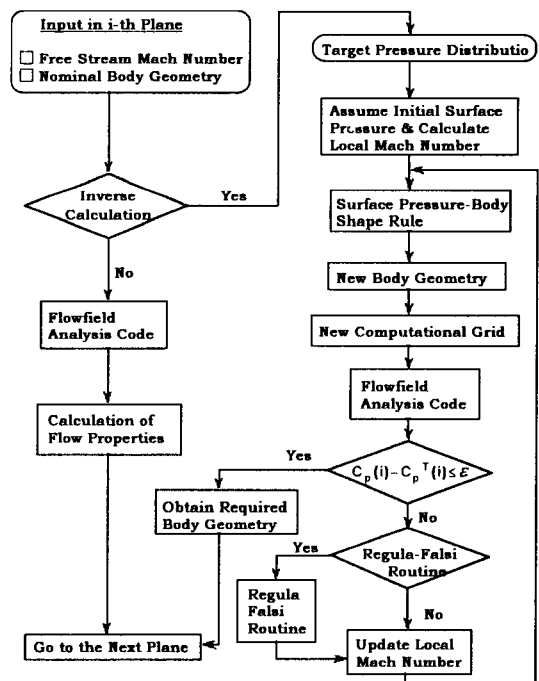 Input in i-th Plane
Free Stream Mach Number
Nominal Body Geometry
Inverse
Calculation
Yes
No
Flowfield
Analysis Code
Calculation of
Flow Properties
Go to the Next Plane
Target Pressure Distributio
Assume Initial Surface
Pressure & Calculate
Local Mach Number
Surface Pressure-Body
Shape Rule
New Body Geometry
New Computational Grid
Flowfield
Analysis Code
Cp(i)-CpT(i)≤ε
Yes
No
Obtain Required
Body Geometry
Regula-Falsi
Routine
Yes
No
Regula
Falsi
Routine
Update Local
Mach Number